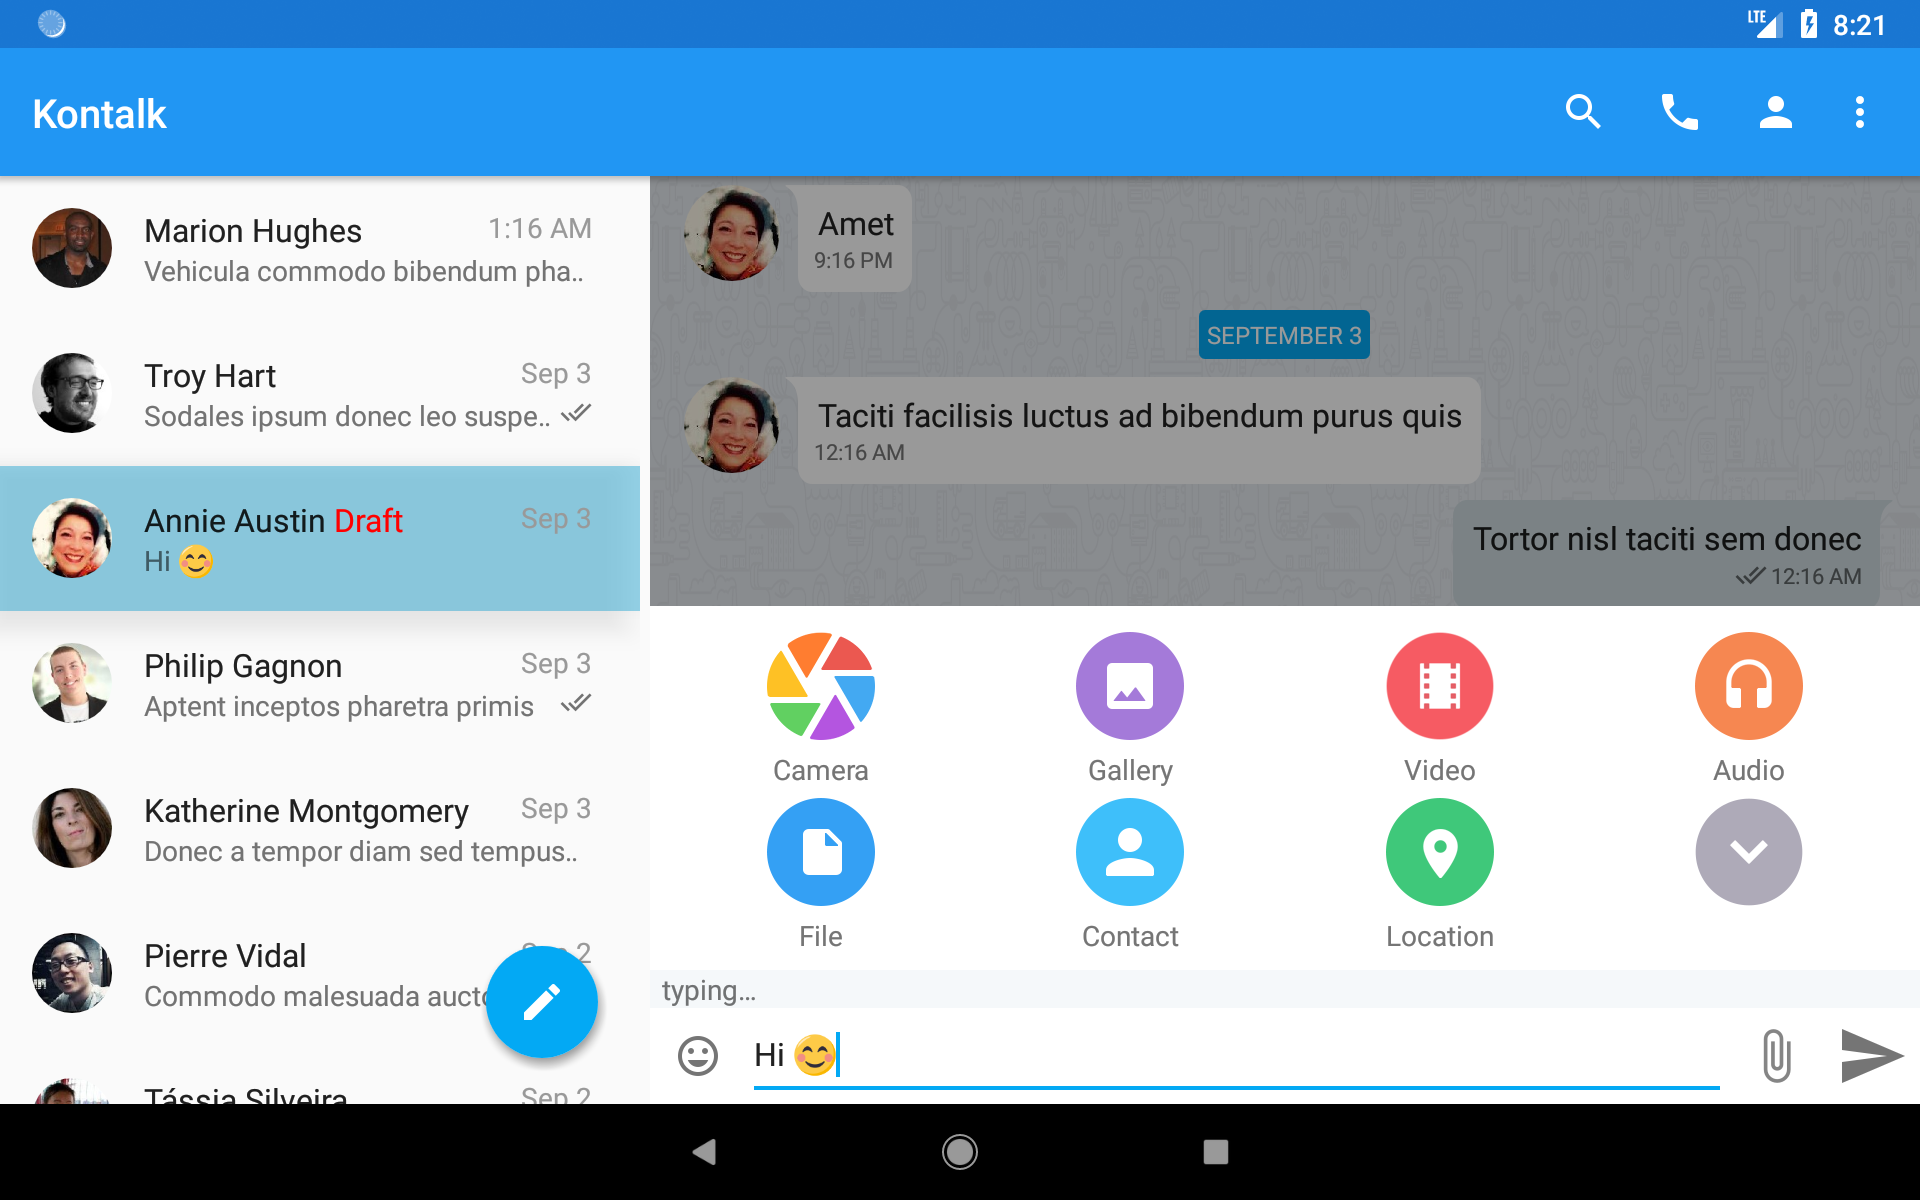 LTE 8:21
Kontalk
Marion Hughes 1:16 AM
Vehicula commodo bibendum pha..
Troy Hart Sep 3
Sodales ipsum donec leo suspe..
Annie Austin Draft Sep 3
Hi 😊
Philip Gagnon Sep 3
Aptent inceptos pharetra primis
Katherine Montgomery Sep 3
Donec a tempor diam sed tempus..
Pierre Vidal Sep 2
Commodo malesuada aucto
Tássia Silveira Sep 2
Amet
9:16 PM
SEPTEMBER 3
Taciti facilisis luctus ad bibendum purus quis
12:16 AM
Tortor nisl taciti sem donec
12:16 AM
Camera Gallery Video Audio
File Contact Location
typing...
Hi 😊